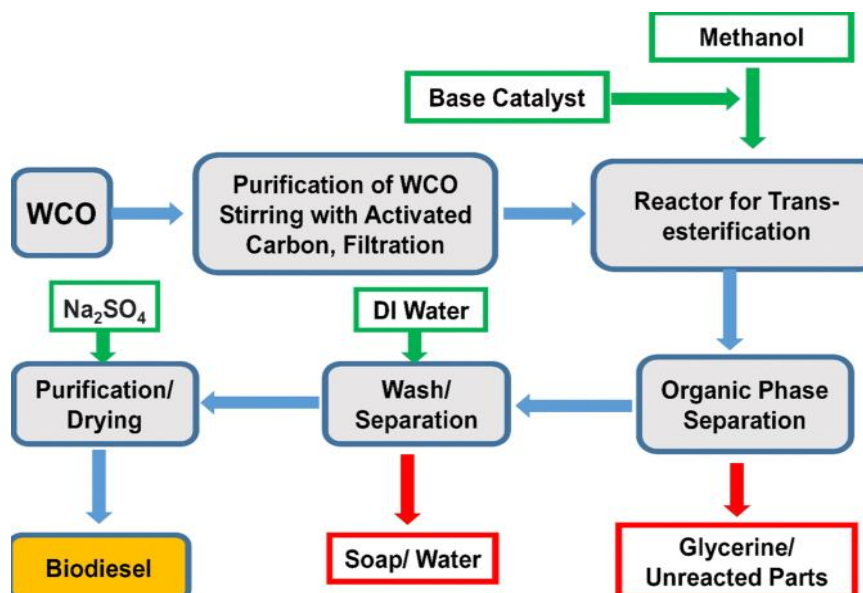 Methanol
Base Catalyst
WCO
Purification of WCO
Stirring with Activated
Carbon, Filtration
Reactor for Trans-
esterification
Na₂SO₄
DI Water
Purification/
Drying
Wash/
Separation
Organic Phase
Separation
Biodiesel
Soap/ Water
Glycerine/
Unreacted Parts